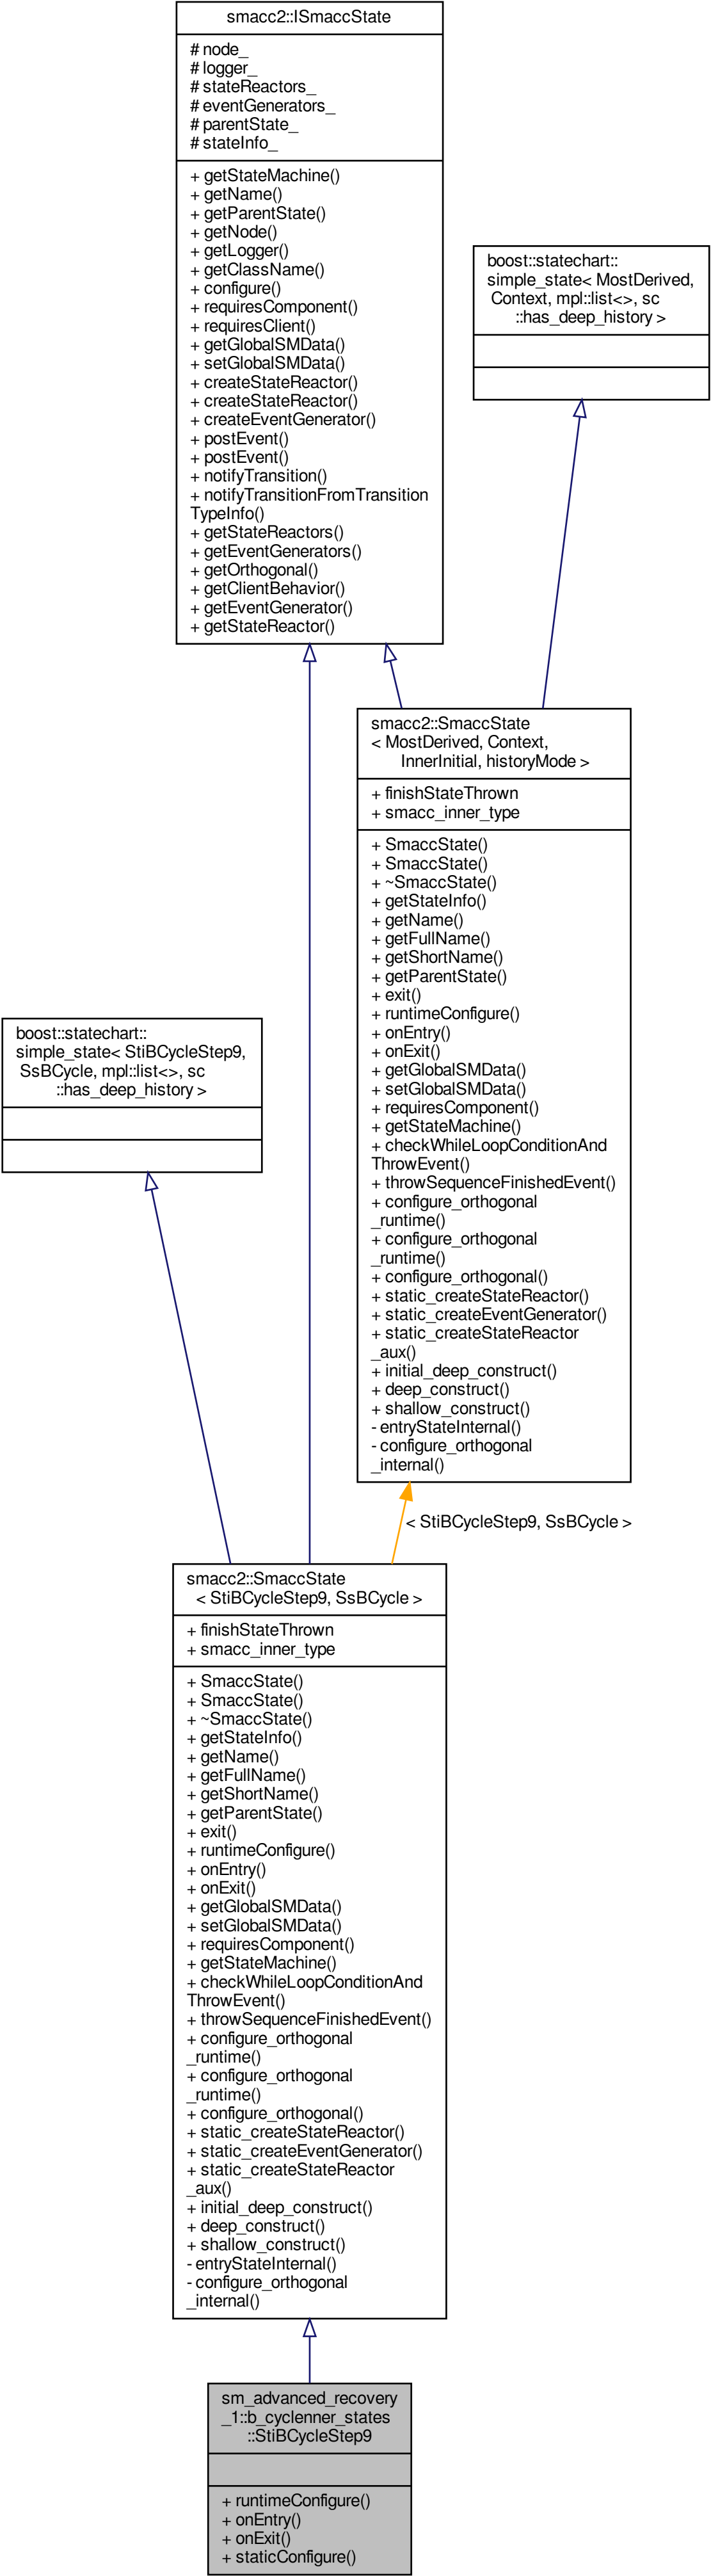 smacc2::ISmaccState
# node_
# logger_
# stateReactors_
# eventGenerators_
# parentState_
# stateInfo_
+ getStateMachine()
+ getName()
+ getParentState()
+ getNode()
+ getLogger()
+ getClassName()
+ configure()
+ requiresComponent()
+ requiresClient()
+ getGlobalSMData()
+ setGlobalSMData()
+ createStateReactor()
+ createStateReactor()
+ createEventGenerator()
+ postEvent()
+ postEvent()
+ notifyTransition()
+ notifyTransitionFromTransition
TypeInfo()
+ getStateReactors()
+ getEventGenerators()
+ getOrthogonal()
+ getClientBehavior()
+ getEventGenerator()
+ getStateReactor()
boost::statechart::
simple_state< MostDerived,
Context, mpl::list<>, sc
::has_deep_history >
smacc2::SmaccState
< MostDerived, Context,
InnerInitial, historyMode >
+ finishStateThrown
+ smacc_inner_type
+ SmaccState()
+ SmaccState()
+ ~SmaccState()
+ getStateInfo()
+ getName()
+ getFullName()
+ getShortName()
+ getParentState()
+ exit()
+ runtimeConfigure()
+ onEntry()
+ onExit()
+ getGlobalSMData()
+ setGlobalSMData()
+ requiresComponent()
+ getStateMachine()
+ checkWhileLoopConditionAnd
ThrowEvent()
+ throwSequenceFinishedEvent()
+ configure_orthogonal
_runtime()
+ configure_orthogonal
_runtime()
+ configure_orthogonal()
+ static_createStateReactor()
+ static_createEventGenerator()
+ static_createStateReactor
_aux()
+ initial_deep_construct()
+ deep_construct()
+ shallow_construct()
- entryStateInternal()
- configure_orthogonal
_internal()
boost::statechart::
simple_state< StiBCycleStep9,
SsBCycle, mpl::list<>, sc
::has_deep_history >
< StiBCycleStep9, SsBCycle >
smacc2::SmaccState
< StiBCycleStep9, SsBCycle >
+ finishStateThrown
+ smacc_inner_type
+ SmaccState()
+ SmaccState()
+ ~SmaccState()
+ getStateInfo()
+ getName()
+ getFullName()
+ getShortName()
+ getParentState()
+ exit()
+ runtimeConfigure()
+ onEntry()
+ onExit()
+ getGlobalSMData()
+ setGlobalSMData()
+ requiresComponent()
+ getStateMachine()
+ checkWhileLoopConditionAnd
ThrowEvent()
+ throwSequenceFinishedEvent()
+ configure_orthogonal
_runtime()
+ configure_orthogonal
_runtime()
+ configure_orthogonal()
+ static_createStateReactor()
+ static_createEventGenerator()
+ static_createStateReactor
_aux()
+ initial_deep_construct()
+ deep_construct()
+ shallow_construct()
- entryStateInternal()
- configure_orthogonal
_internal()
sm_advanced_recovery
_1::b_cyclenner_states
::StiBCycleStep9
+ runtimeConfigure()
+ onEntry()
+ onExit()
+ staticConfigure()